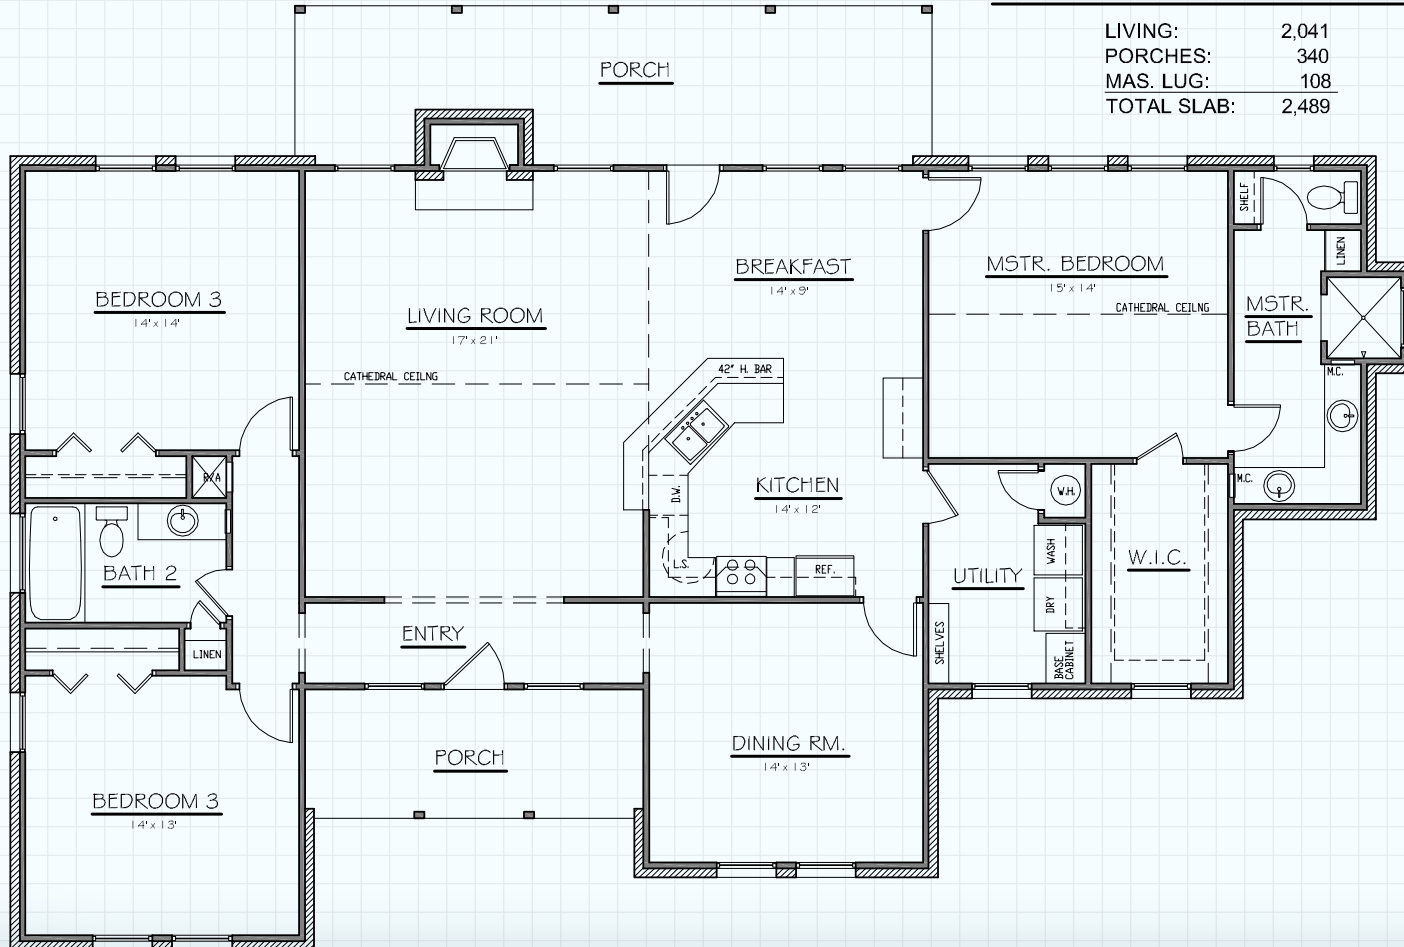 LIVING: 2,041
PORCHES: 340
MAS. LUG: 108
TOTAL SLAB: 2,489
PORCH
BEDROOM 3
14' x 14'
LIVING ROOM
17' x 21'
CATHEDRAL CEILNG
BREAKFAST
14' x 9'
MSTR. BEDROOM
15' x 14'
CATHEDRAL CEILNG
SHELF
LINEN
MSTR.
BATH
M.C.
M.C.
42" H. BAR
KITCHEN
14' x 12'
D.W.
L.S.
REF.
R/A
BATH 2
LINEN
ENTRY
UTILITY
W.H.
WASH
DRY
BASE
CABINET
SHELVES
W.I.C.
PORCH
DINING RM.
14' x 13'
BEDROOM 3
14' x 13'